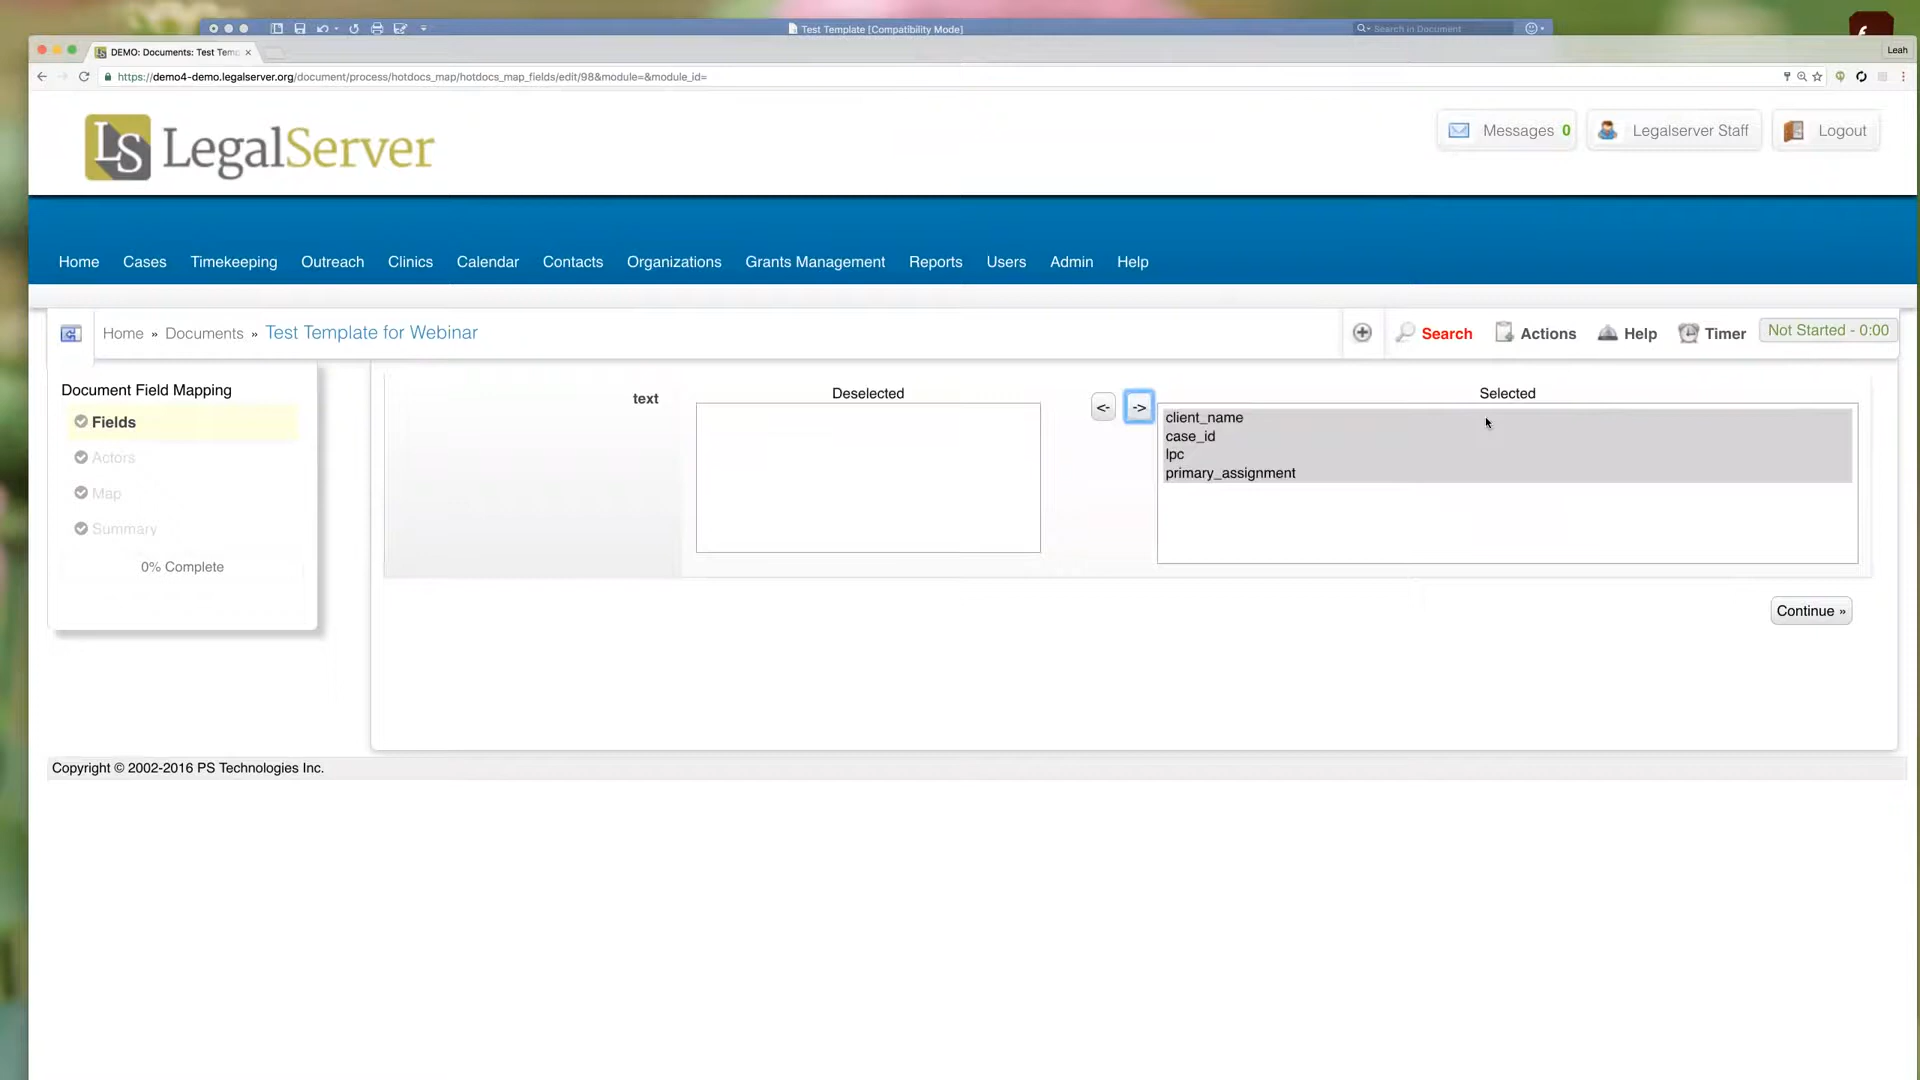 Test Template [Compatibility Mode]
Search in Document
DEMO: Documents: Test Temp
Leah
https://demo4-demo.legalserver.org/document/process/hotdocs_map/hotdocs_map_fields/edit/98&module=&module_id=
LS LegalServer
Messages 0
Legalserver Staff
Logout
Home Cases Timekeeping Outreach Clinics Calendar Contacts Organizations Grants Management Reports Users Admin Help
Home » Documents » Test Template for Webinar
Search Actions Help Timer Not Started - 0:00
Document Field Mapping
Fields
Actors
Map
Summary
0% Complete
text
Deselected
<- ->
Selected
client_name
case_id
lpc
primary_assignment
Continue »
Copyright © 2002-2016 PS Technologies Inc.